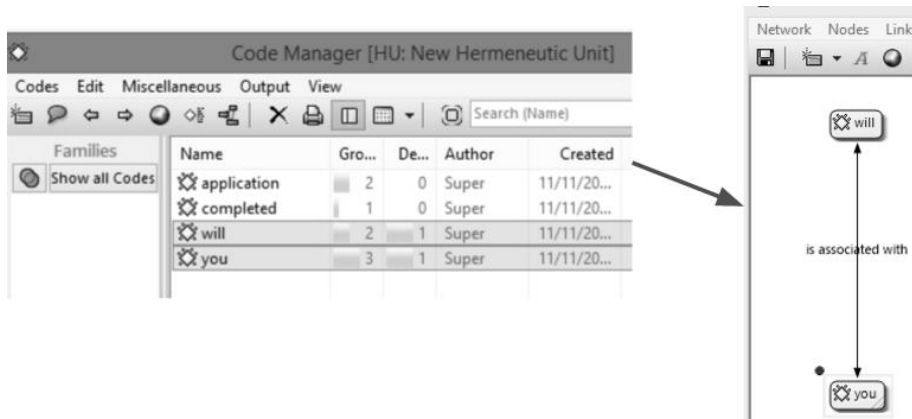 Code Manager [HU: New Hermeneutic Unit]
Codes Edit Miscellaneous Output View
Search (Name)
Families
Show all Codes
Name Gro... De... Author Created
application 2 0 Super 11/11/20...
completed 1 0 Super 11/11/20...
will 2 1 Super 11/11/20...
you 3 1 Super 11/11/20...
Network Nodes Link
A
will
is associated with
you